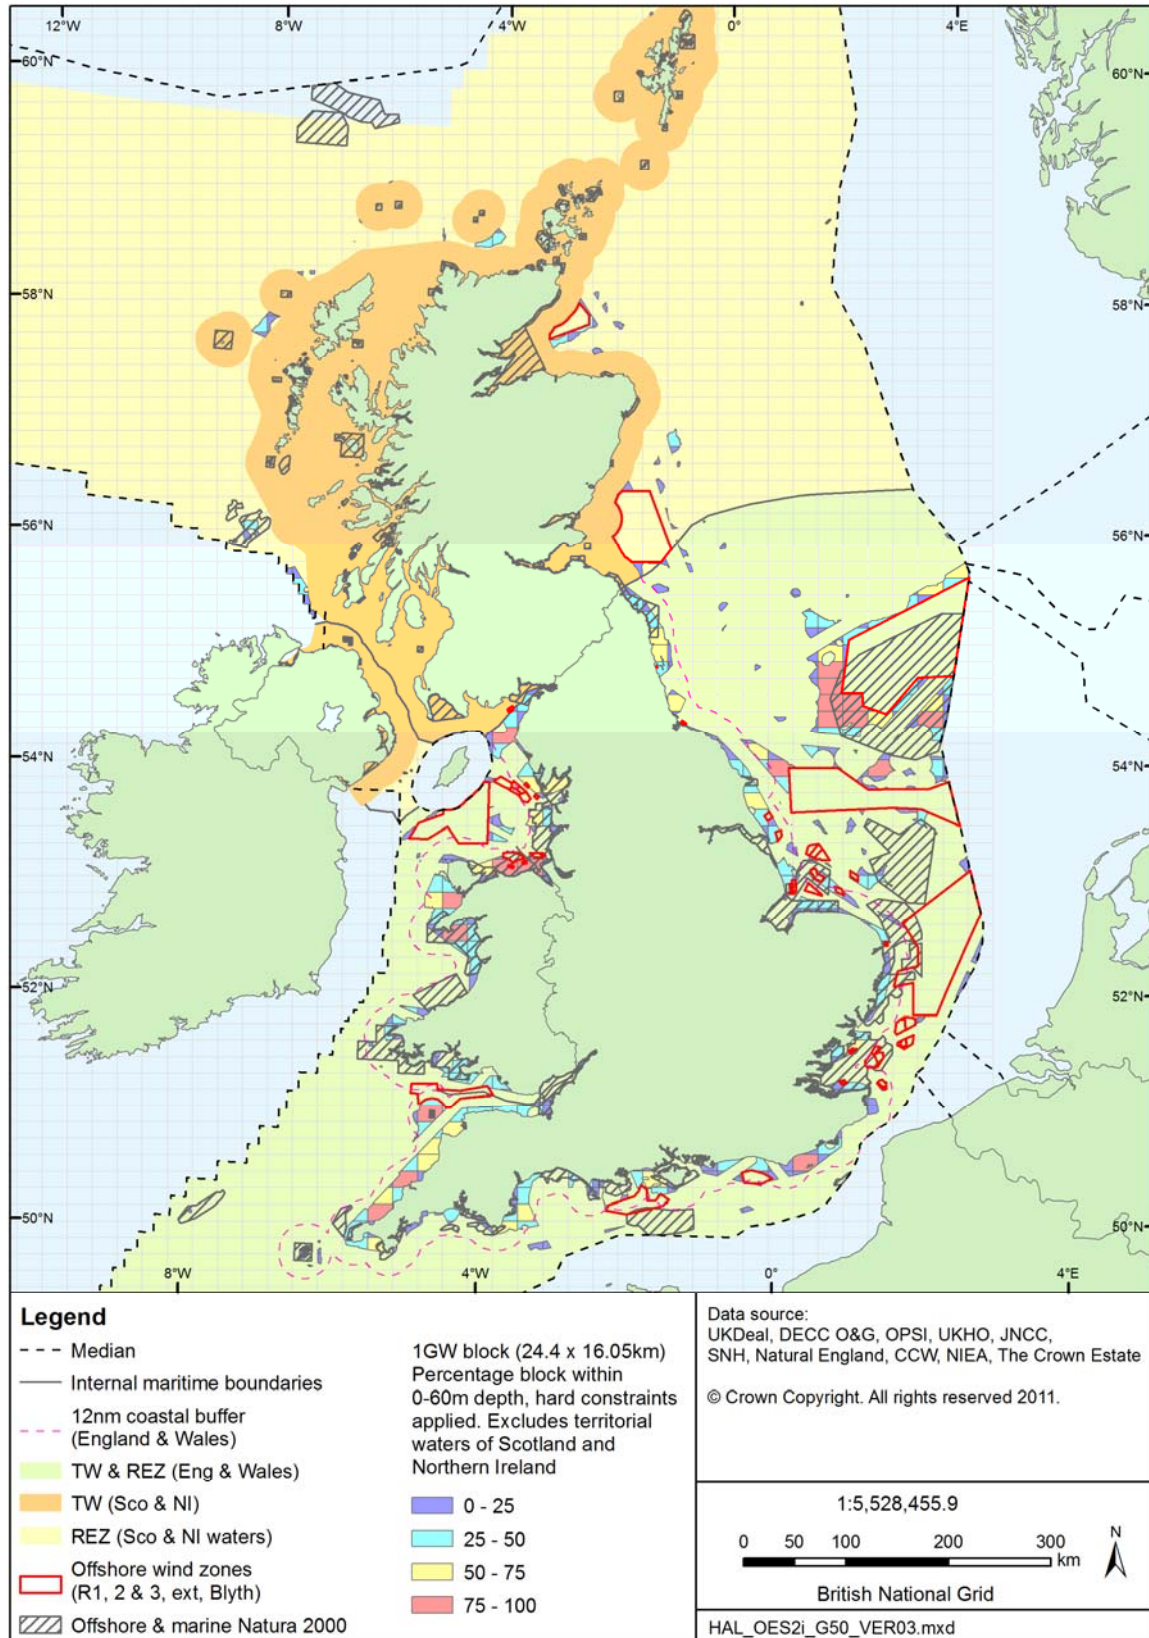 12°W 8°W 4°W 0° 4°E
60°N 60°N
58°N 58°N
56°N 56°N
54°N 54°N
52°N 52°N
50°N 50°N
8°W 4°W 0° 4°E
Legend
Median
Internal maritime boundaries
12nm coastal buffer
(England & Wales)
TW & REZ (Eng & Wales)
TW (Sco & NI)
REZ (Sco & NI waters)
Offshore wind zones
(R1, 2 & 3, ext, Blyth)
Offshore & marine Natura 2000
1GW block (24.4 x 16.05km)
Percentage block within
0-60m depth, hard constraints
applied. Excludes territorial
waters of Scotland and
Northern Ireland
0 - 25
25 - 50
50 - 75
75 - 100
Data source:
UKDeal, DECC O&G, OPSI, UKHO, JNCC,
SNH, Natural England, CCW, NIEA, The Crown Estate
© Crown Copyright. All rights reserved 2011.
1:5,528,455.9
0 50 100 200 300
km
N
British National Grid
HAL_OES2i_G50_VER03.mxd